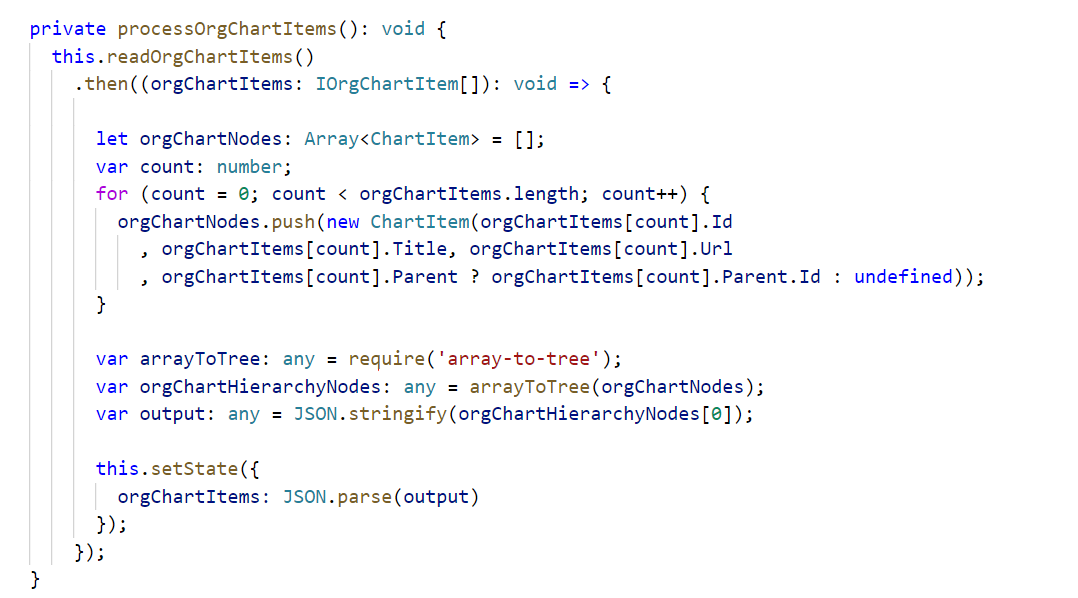 private processOrgChartItems(): void {
this.readOrgChartItems()
.then((orgChartItems: IOrgChartItem[]): void => {
let orgChartNodes: Array<ChartItem> = [];
var count: number;
for (count = 0; count < orgChartItems.length; count++) {
orgChartNodes.push(new ChartItem(orgChartItems[count].Id
, orgChartItems[count].Title, orgChartItems[count].Url
, orgChartItems[count].Parent ? orgChartItems[count].Parent.Id : undefined));
}
var arrayToTree: any = require('array-to-tree');
var orgChartHierarchyNodes: any = arrayToTree(orgChartNodes);
var output: any = JSON.stringify(orgChartHierarchyNodes[0]);
this.setState({
orgChartItems: JSON.parse(output)
});
});
}